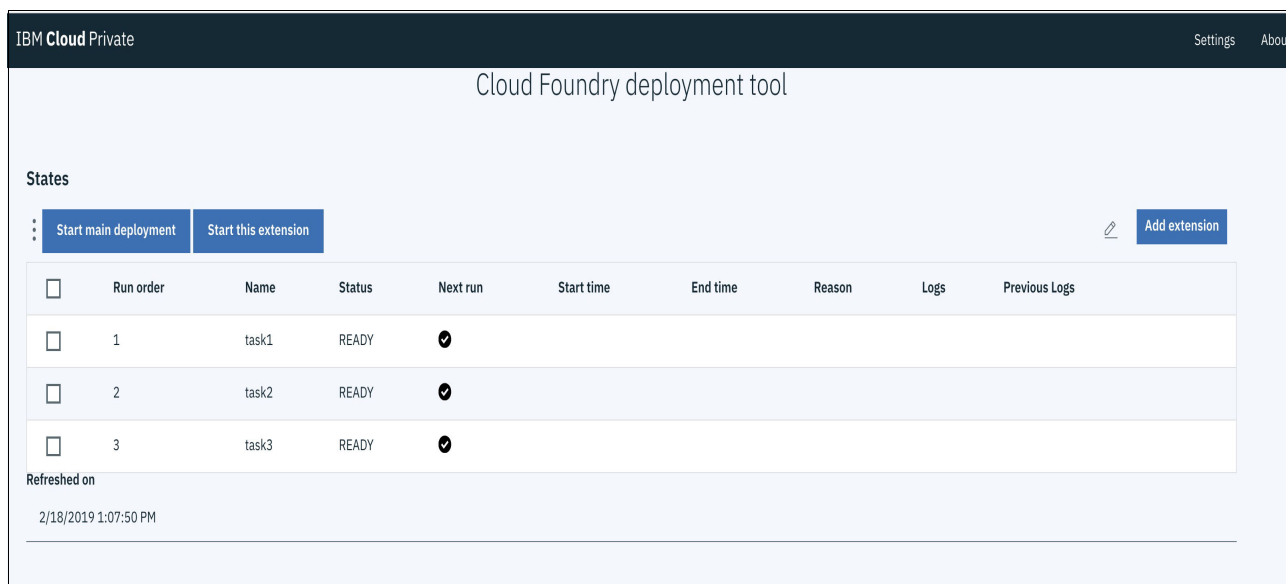 IBM Cloud Private Settings
Cloud Foundry deployment tool
States
Start main deployment Start this extension Add extension
Run order Name Status Next run Start time End time Reason Logs Previous Logs
1 task1 READY
2 task2 READY
3 task3 READY
Refreshed on
2/18/2019 1:07:50 PM